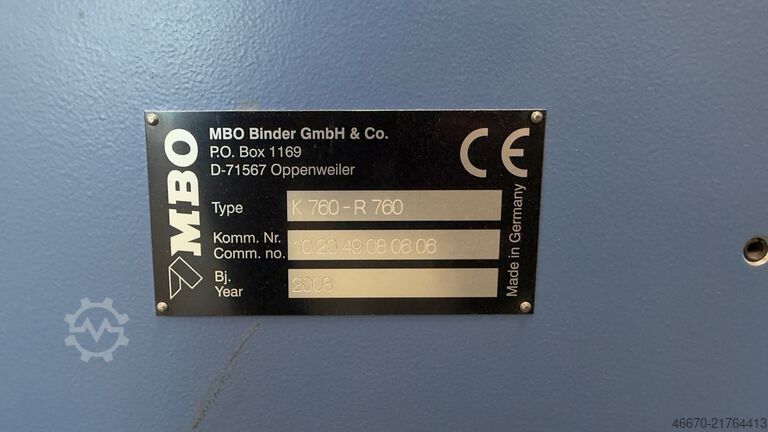 MBO
MBO Binder GmbH & Co.
P.O. Box 1169
D-71567 Oppenweiler
CE
Type K 760-R 760
Komm. Nr.
Comm. no. 10 20 49 08 06 06
Bj.
Year 2008
Made in Germany
46670-21764413